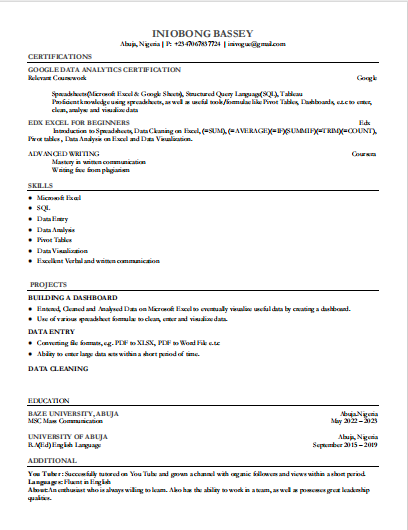 INIOBONG BASSEY
Abuja, Nigeria | P: +2347067837724 | inivogue@gmail.com
CERTIFICATIONS
GOOGLE DATA ANALYTICS CERTIFICATION
Relevant Coursework Google
Spreadsheets(Microsoft Excel & Google Sheets), Structured Query Language(SQL), Tableau
Proficient knowledge using spreadsheets, as well as useful tools/formulae like Pivot Tables, Dashboards, e.t.c to enter,
clean, analyse and visualize data
EDX EXCEL FOR BEGINNERS Edx
Introduction to Spreadsheets, Data Cleaning on Excel, (=SUM), (=AVERAGE)(=IF)(SUMMIF)(=TRIM)(=COUNT),
Pivot tables , Data Analysis on Excel and Data Visualization.
ADVANCED WRITING Coursera
Mastery in written communication
Writing free from plagiarism
SKILLS
● Microsoft Excel
● SQL
● Data Entry
● Data Analysis
● Pivot Tables
● Data Visualization
● Excellent Verbal and written communication
PROJECTS
BUILDING A DASHBOARD
● Entered, Cleaned and Analysed Data on Microsoft Excel to eventually visualize useful data by creating a dashboard.
● Use of various spreadsheet formulae to clean, enter and visualize data.
DATA ENTRY
● Converting file formats, e.g. PDF to XLSX, PDF to Word File e.t.c
● Ability to enter large data sets within a short period of time.
DATA CLEANING
EDUCATION
BAZE UNIVERSITY, ABUJA Abuja,Nigeria
MSC Mass Communication May 2022 – 2023
UNIVERSITY OF ABUJA Abuja, Nigeria
B.A(Ed) English Language September 2015 – 2019
ADDITIONAL
You Tuber : Successfully tutored on You Tube and grown a channel with organic followers and views within a short period.
Languages: Fluent in English
About:An enthusiast who is always willing to learn. Also has the ability to work in a team, as well as possesses great leadership
qualities.